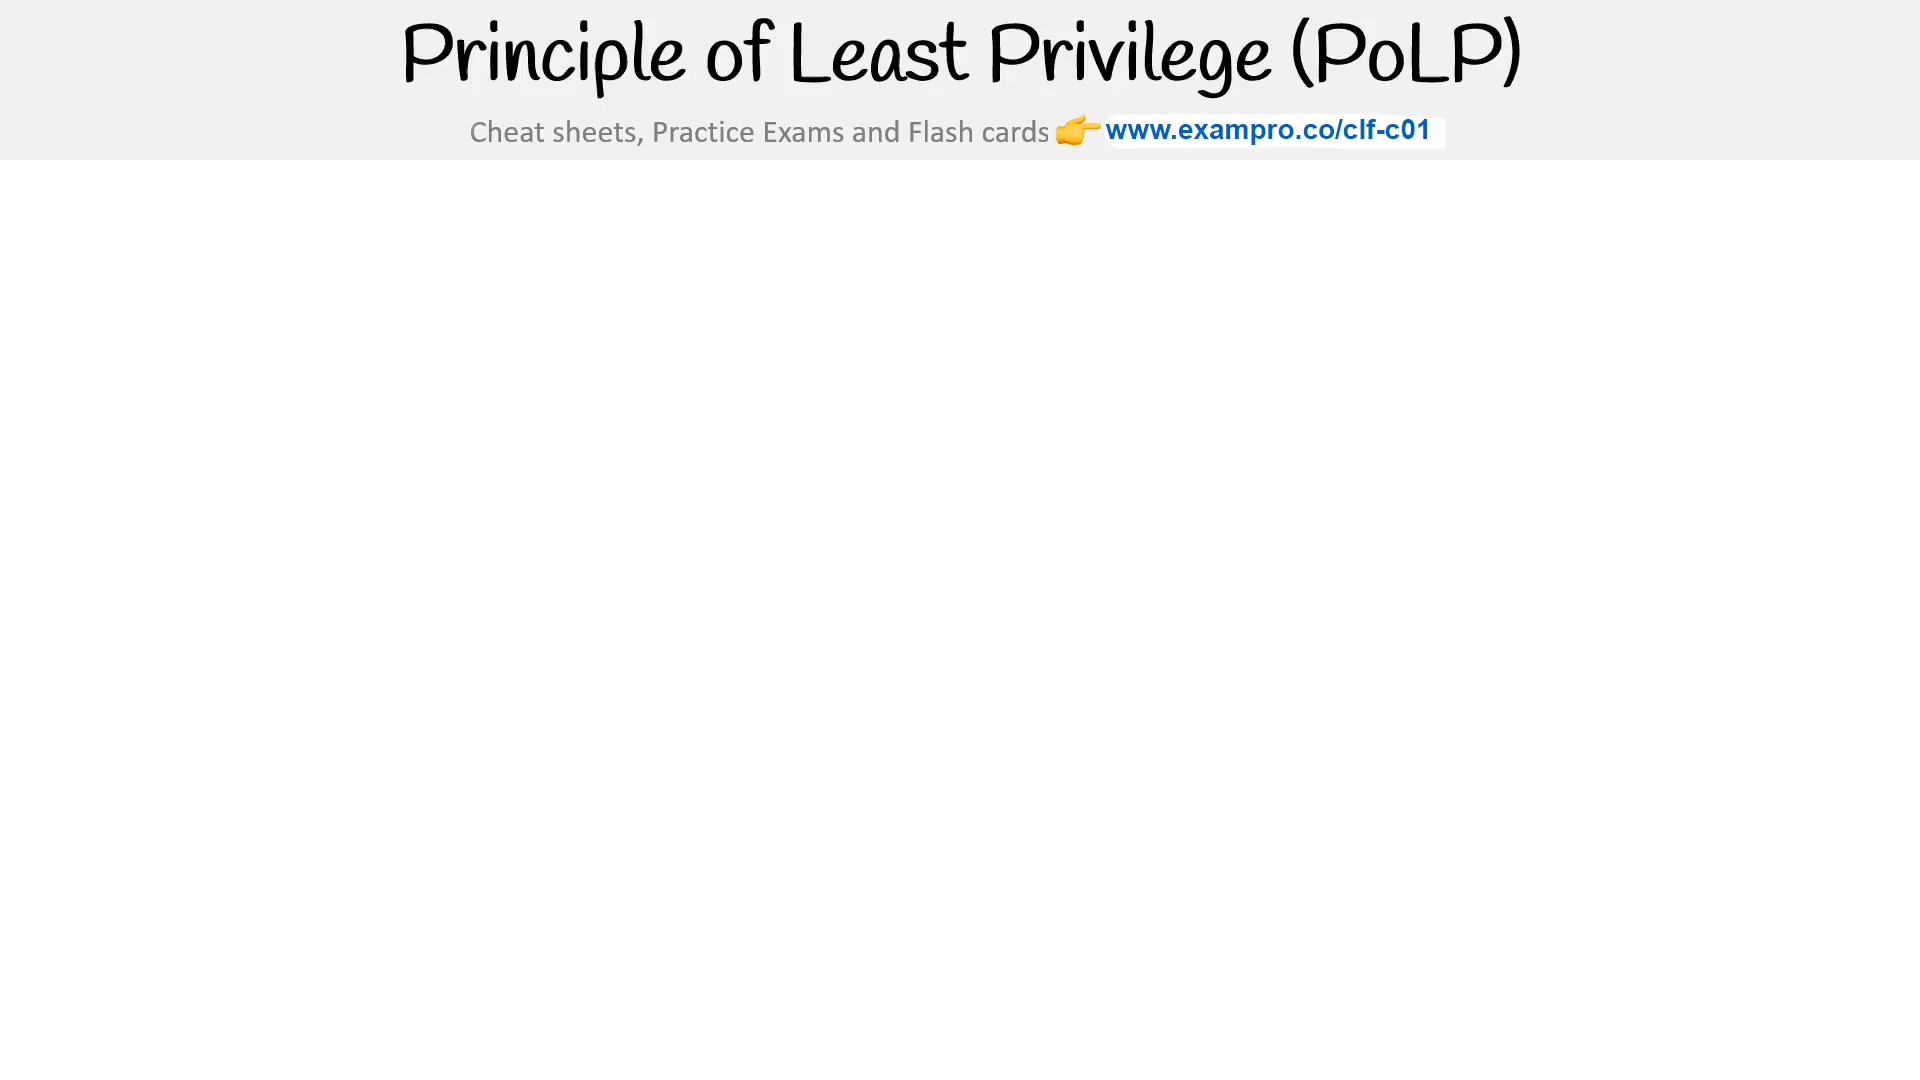 Principle of Least Privilege (PoLP)
Cheat sheets, Practice Exams and Flash cards 👉 www.exampro.co/clf-c01